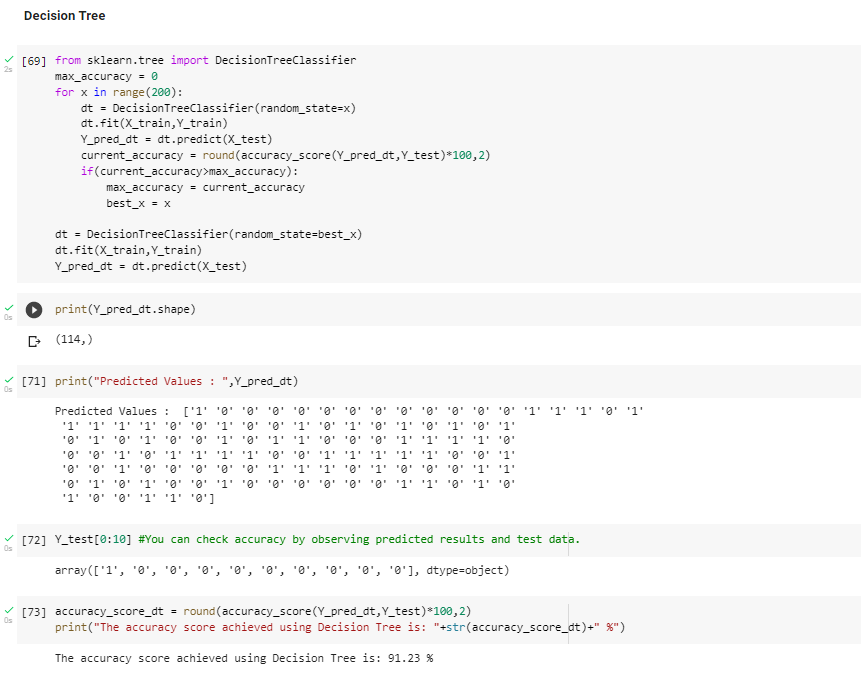 Decision Tree
[69] from sklearn.tree import DecisionTreeClassifier
2s
max_accuracy = 0
for x in range(200):
    dt = DecisionTreeClassifier(random_state=x)
    dt.fit(X_train,Y_train)
    Y_pred_dt = dt.predict(X_test)
    current_accuracy = round(accuracy_score(Y_pred_dt,Y_test)*100,2)
    if(current_accuracy>max_accuracy):
        max_accuracy = current_accuracy
        best_x = x
dt = DecisionTreeClassifier(random_state=best_x)
dt.fit(X_train,Y_train)
Y_pred_dt = dt.predict(X_test)
print(Y_pred_dt.shape)
0s
(114,)
[71] print("Predicted Values : ",Y_pred_dt)
0s
Predicted Values :  ['1' '0' '0' '0' '0' '0' '0' '0' '0' '0' '0' '0' '0' '1' '1' '1' '0' '1'
 '1' '1' '1' '1' '0' '0' '1' '0' '0' '1' '0' '1' '0' '1' '0' '1' '0' '1'
 '0' '1' '0' '1' '0' '0' '1' '0' '1' '1' '0' '0' '0' '1' '1' '1' '1' '0'
 '0' '0' '1' '0' '1' '1' '1' '1' '0' '0' '1' '1' '1' '1' '1' '0' '0' '1'
 '0' '0' '1' '0' '0' '0' '0' '0' '1' '1' '1' '0' '1' '0' '0' '0' '1' '1'
 '0' '1' '0' '1' '0' '0' '1' '0' '0' '0' '0' '0' '0' '1' '1' '0' '1' '0'
 '1' '0' '0' '1' '1' '0']
[72] Y_test[0:10] #You can check accuracy by observing predicted results and test data.
0s
array(['1', '0', '0', '0', '0', '0', '0', '0', '0', '0'], dtype=object)
[73] accuracy_score_dt = round(accuracy_score(Y_pred_dt,Y_test)*100,2)
0s
print("The accuracy score achieved using Decision Tree is: "+str(accuracy_score_dt)+" %")
The accuracy score achieved using Decision Tree is: 91.23 %